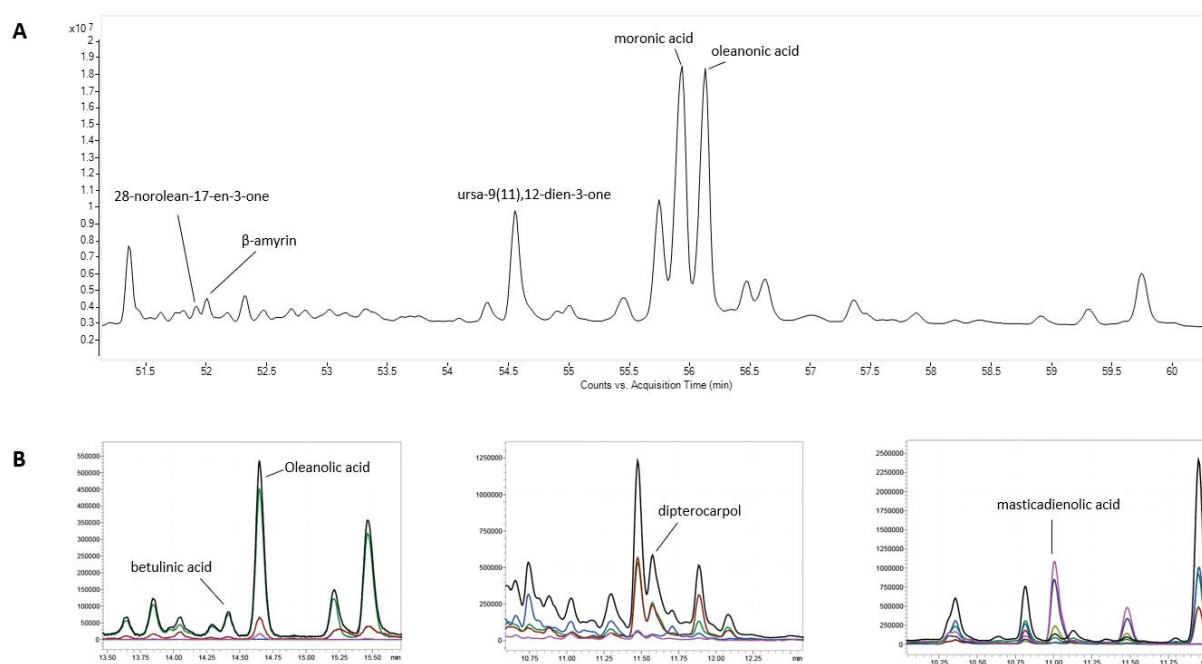 A
x10 7
moronic acid
oleanonic acid
28-norolean-17-en-3-one
β-amyrin
ursa-9(11),12-dien-3-one
2
1.9
1.8
1.7
1.6
1.5
1.4
1.3
1.2
1.1
1
0.9
0.8
0.7
0.6
0.5
0.4
0.3
0.2
51.5 52 52.5 53 53.5 54 54.5 55 55.5 56 56.5 57 57.5 58 58.5 59 59.5 60
Counts vs. Acquisition Time (min)
B
550000
500000
450000
400000
350000
300000
250000
200000
150000
100000
50000
0
Oleanolic acid
betulinic acid
13.50 13.75 14.00 14.25 14.50 14.75 15.00 15.25 15.50 min
1250000
1000000
750000
500000
250000
0
dipterocarpol
10.75 11.00 11.25 11.50 11.75 12.00 12.25 min
2500000
2250000
2000000
1750000
1500000
1250000
1000000
750000
500000
250000
0
masticadienolic acid
10.25 10.50 10.75 11.00 11.25 11.50 11.75